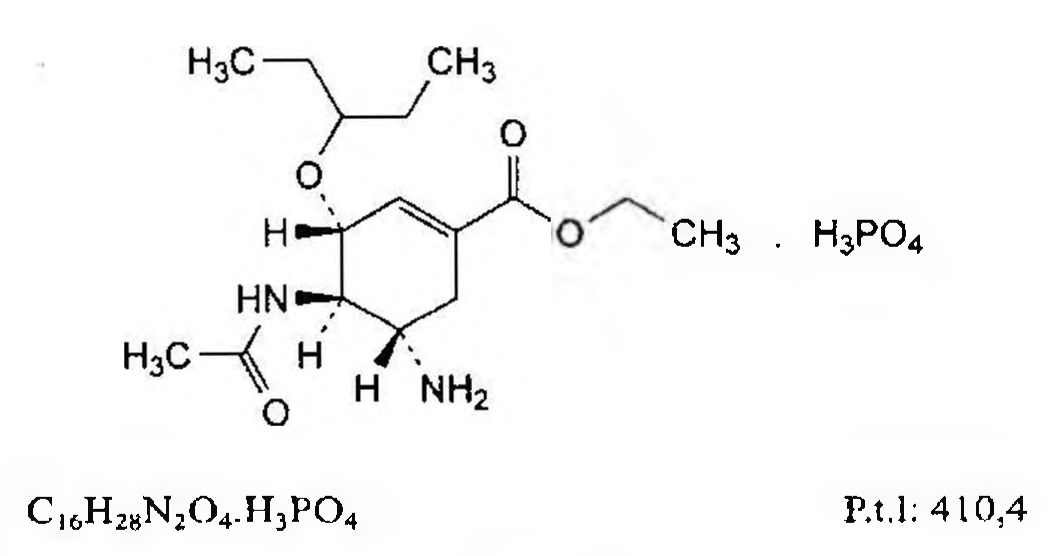 H₃C CH₃
O
O
H
O CH₃ . H₃PO₄
HN
H₃C H
H NH₂
O
C₁₆H₂₈N₂O₄.H₃PO₄ P.t.l: 410,4